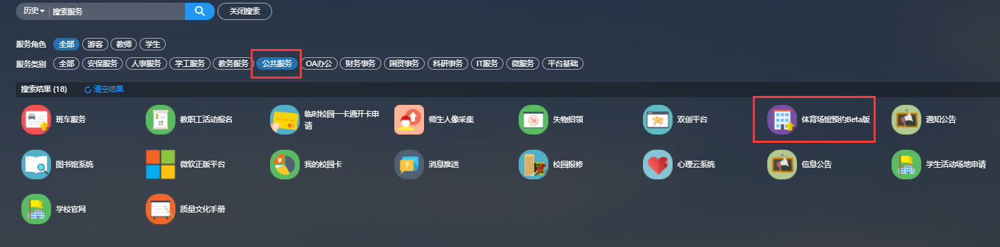 历史 搜索服务 关闭搜索
服务角色 全部 游客 教师 学生
服务类别 全部 安保服务 人事服务 学工服务 教务服务 公共服务 OA办公 财务事务 国资事务 科研事务 IT服务 微服务 平台基础
搜索结果 (18) 清空结果
班车服务
教职工活动报名
临时校园一卡通开卡申
请
师生人像采集
失物招领
双创平台
体育场馆预约Beta版
通知公告
图书馆系统
微软正版平台
我的校园卡
消息推送
校园报修
心理云系统
信息公告
学生活动场地申请
学校官网
质量文化手册